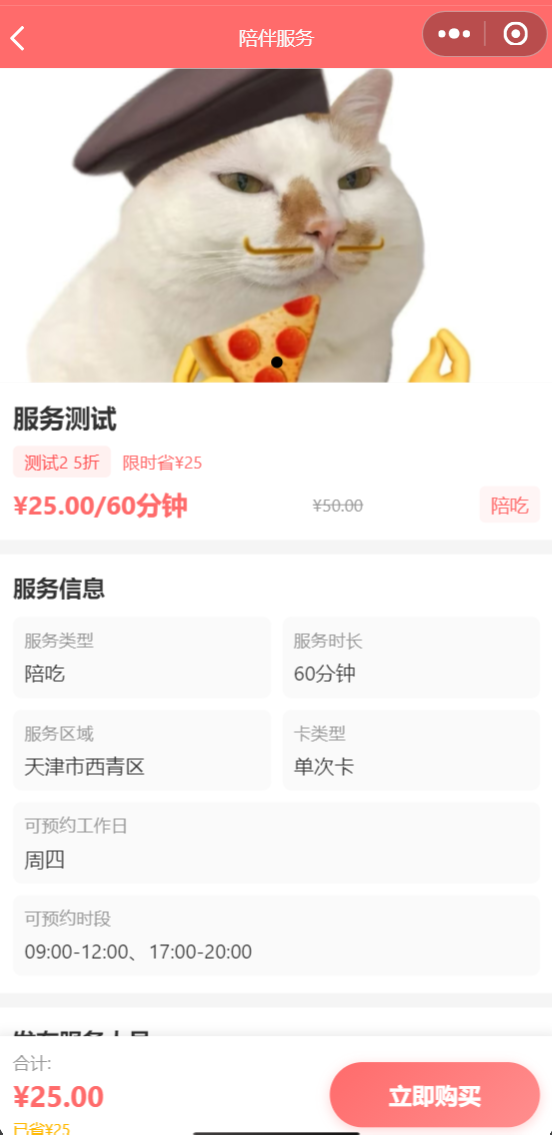 陪伴服务
服务测试
测试2 5折 限时省¥25
¥25.00/60分钟 ¥50.00 陪吃
服务信息
服务类型 服务时长
陪吃 60分钟
服务区域 卡类型
天津市西青区 单次卡
可预约工作日
周四
可预约时段
09:00-12:00、17:00-20:00
合计:
¥25.00
立即购买
已省¥25